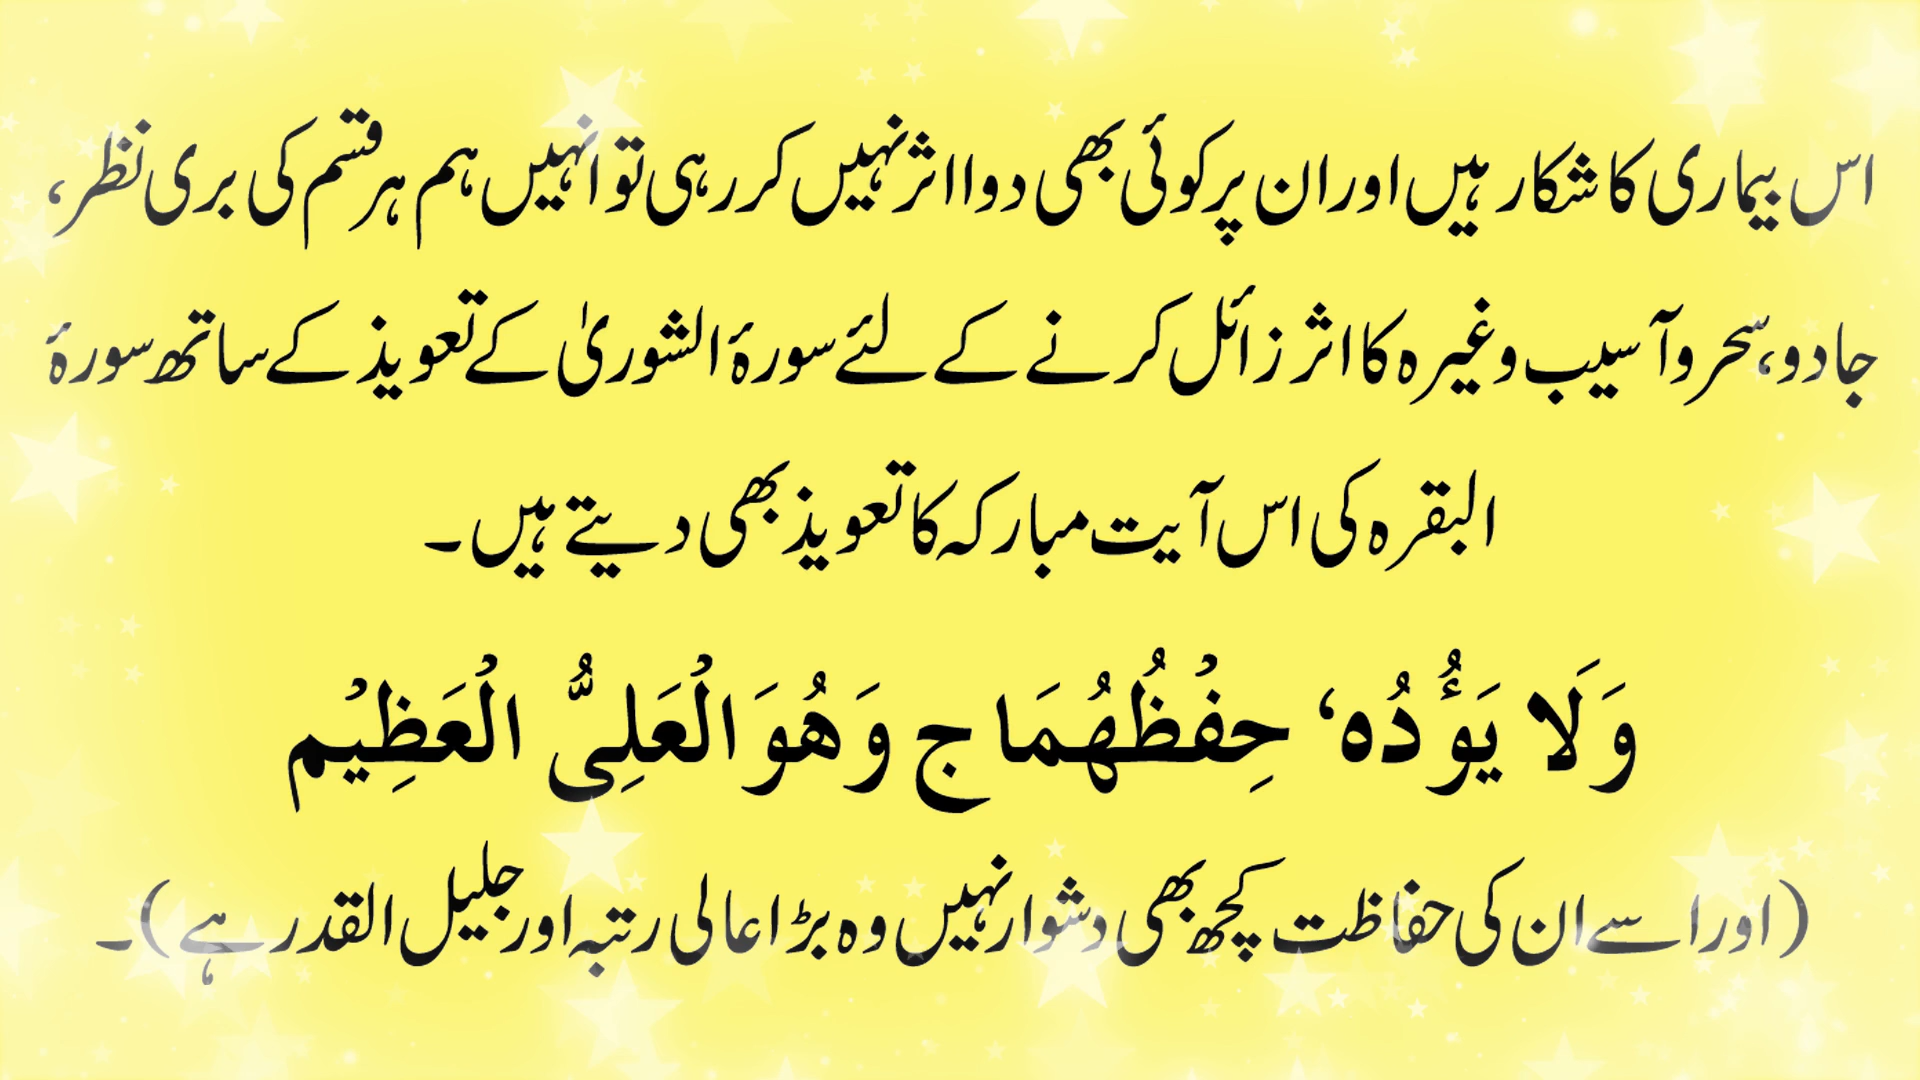 اس بیماری کا شکار ہیں اور ان پر کوئی بھی دوا اثر نہیں کر رہی تو انہیں ہم ہر قسم کی بری نظر،
جادو، سحر و آسیب وغیرہ کا اثر زائل کرنے کے لئے سورۂ الشوریٰ کے تعویذ کے ساتھ سورۂ
البقرہ کی اس آیت مبارکہ کا تعویذ بھی دیتے ہیں۔
وَلَا یَؤُدُہ‘ حِفْظُھُمَا ج وَھُوَ الْعَلِیُّ الْعَظِیْم
(اور اسے ان کی حفاظت کچھ بھی دشوار نہیں وہ بڑا عالی رتبہ اور جلیل القدر ہے)۔